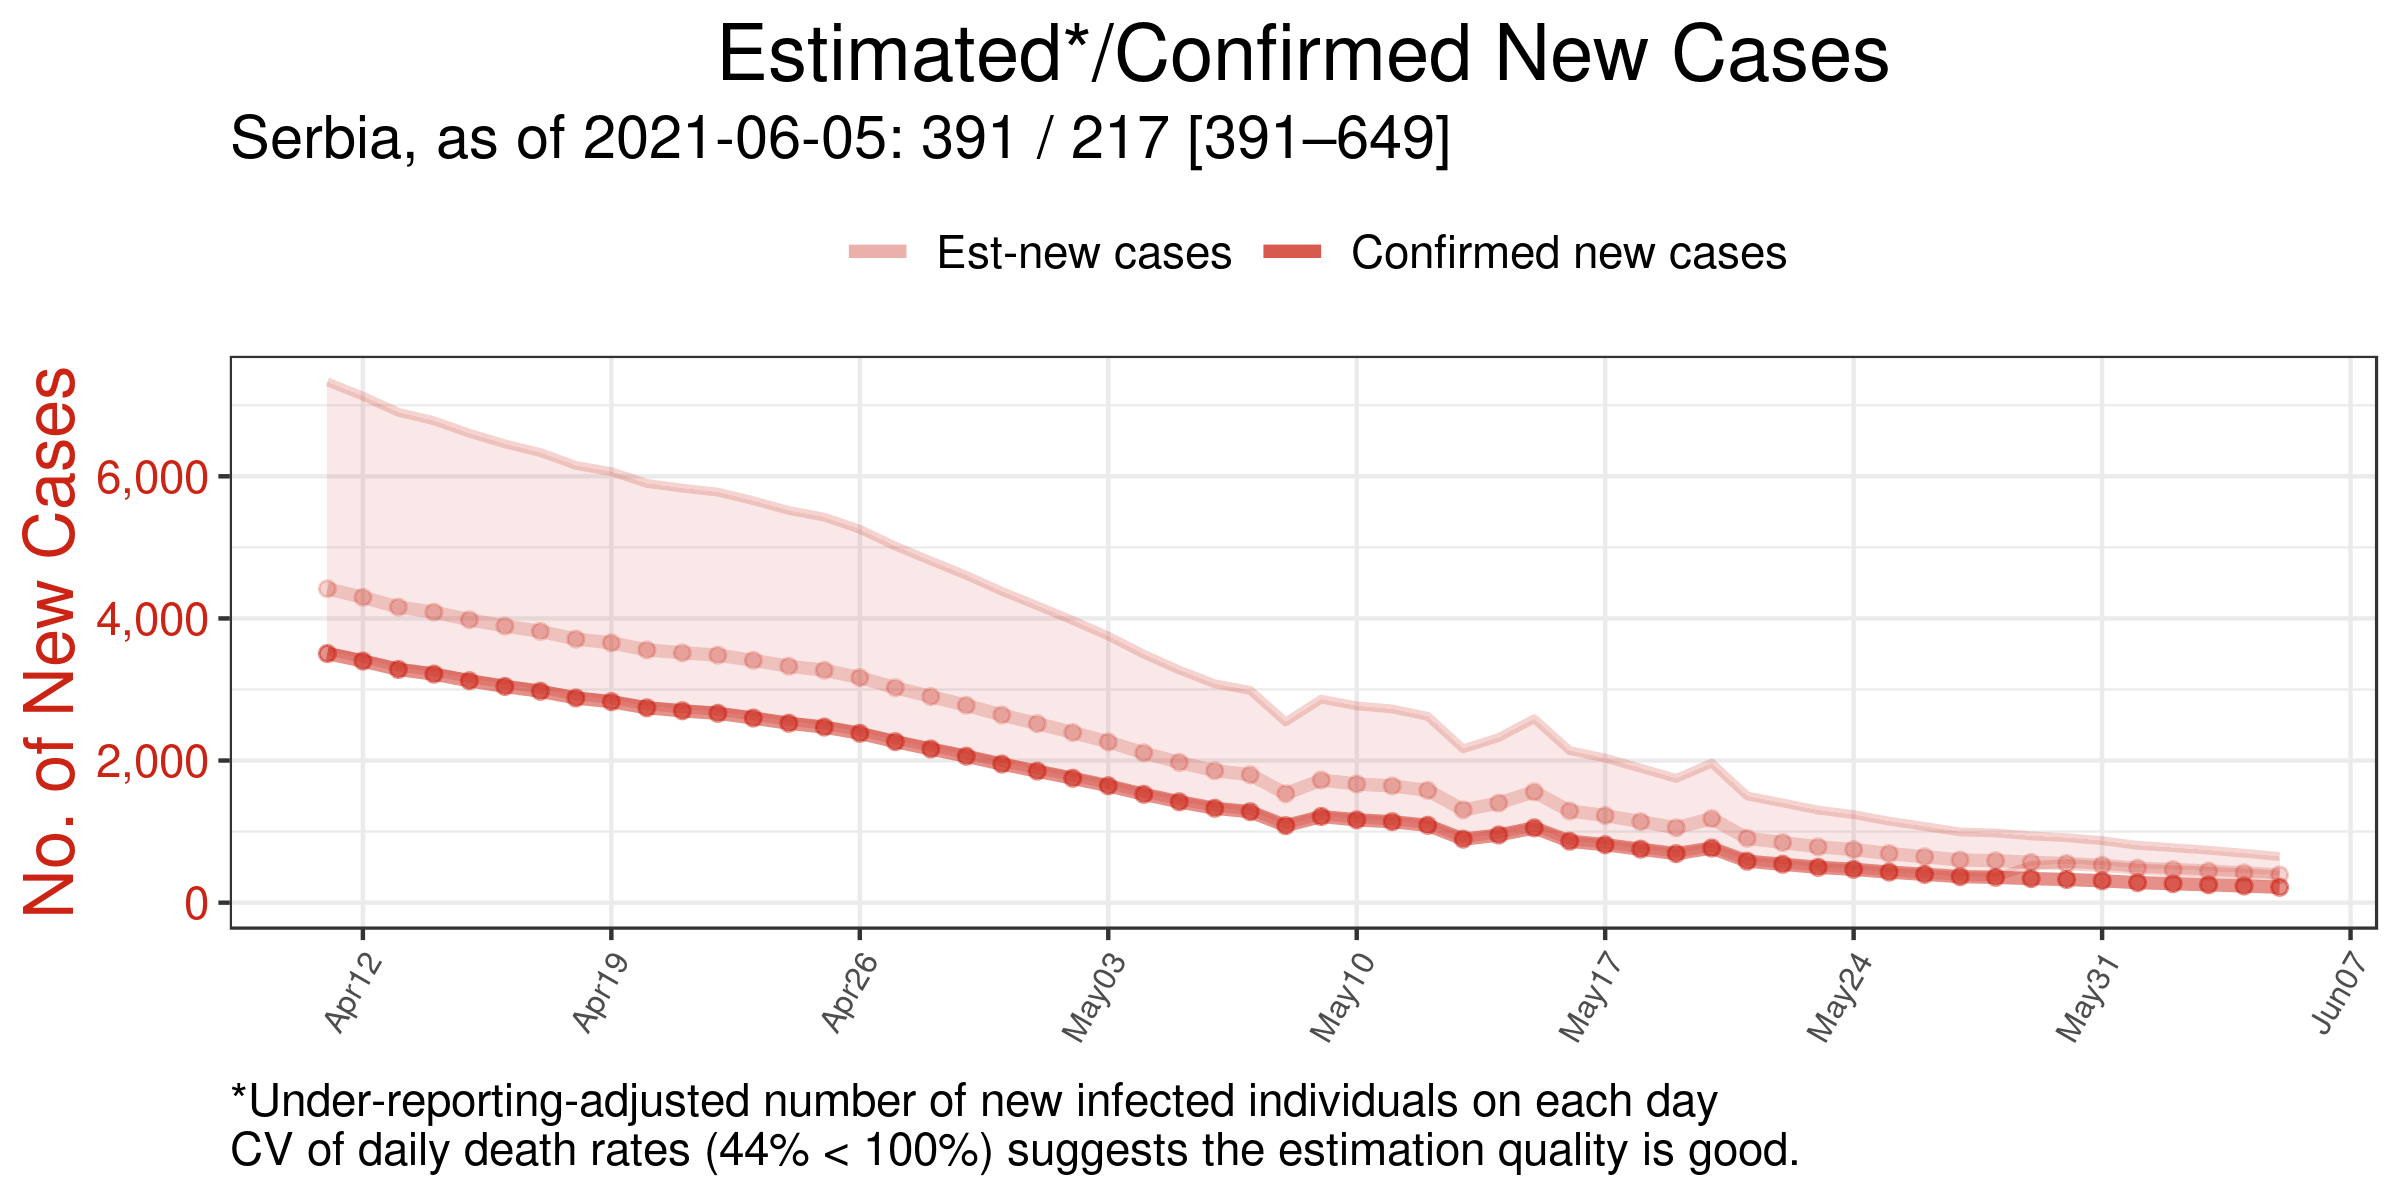 Estimated*/Confirmed New Cases
Serbia, as of 2021-06-05: 391 / 217 [391–649]
Est-new cases Confirmed new cases
No. of New Cases
6,000
4,000
2,000
0
Apr12 Apr19 Apr26 May03 May10 May17 May24 May31 Jun07
*Under-reporting-adjusted number of new infected individuals on each day
CV of daily death rates (44% < 100%) suggests the estimation quality is good.